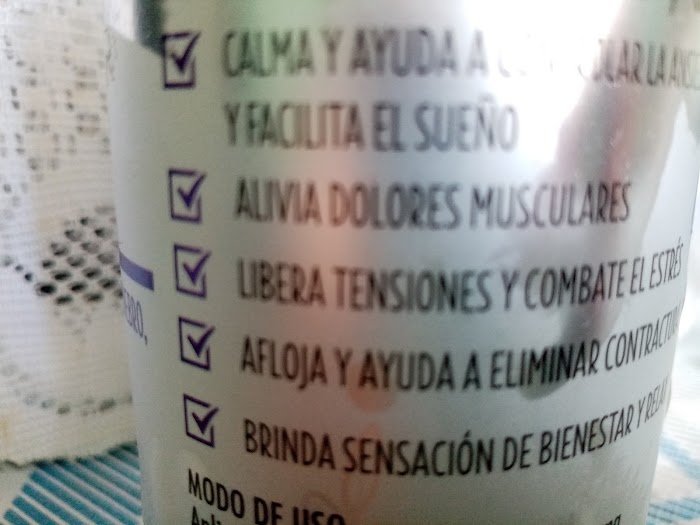 CALMA Y AYUDA A LA
Y FACILITA EL SUEÑO
ALIVIA DOLORES MUSCULARES
LIBERA TENSIONES Y COMBATE EL ESTRÉS
AFLOJA Y AYUDA A ELIMINAR
BRINDA SENSACIÓN DE BIENESTAR Y
MODO DE USO